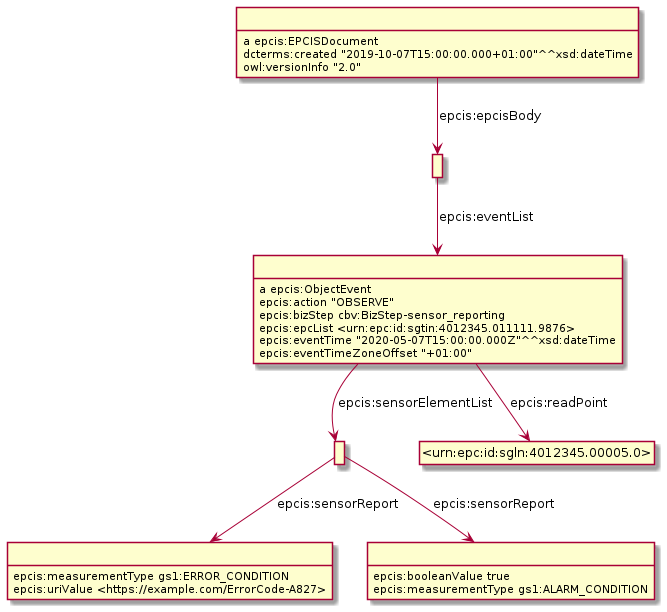 a epcis:EPCISDocument
dcterms:created "2019-10-07T15:00:00.000+01:00"^^xsd:dateTime
owl:versionInfo "2.0"
epcis:epcisBody
epcis:eventList
a epcis:ObjectEvent
epcis:action "OBSERVE"
epcis:bizStep cbv:BizStep-sensor_reporting
epcis:epcList <urn:epc:id:sgtin:4012345.011111.9876>
epcis:eventTime "2020-05-07T15:00:00.000Z"^^xsd:dateTime
epcis:eventTimeZoneOffset "+01:00"
epcis:sensorElementList
epcis:readPoint
<urn:epc:id:sgln:4012345.00005.0>
epcis:sensorReport
epcis:sensorReport
epcis:measurementType gs1:ERROR_CONDITION
epcis:uriValue <https://example.com/ErrorCode-A827>
epcis:booleanValue true
epcis:measurementType gs1:ALARM_CONDITION